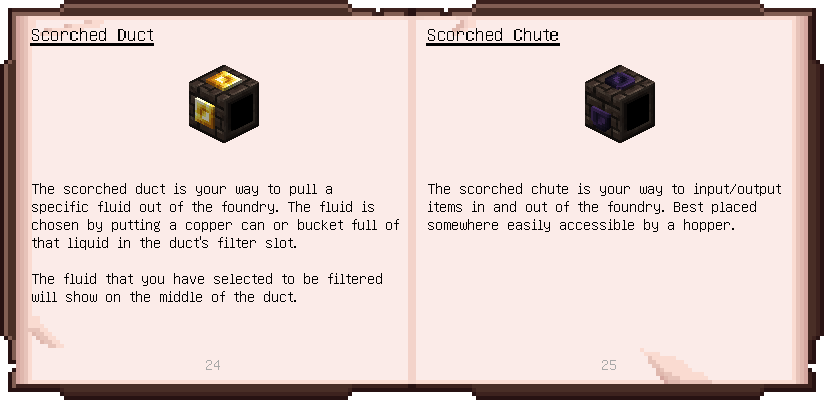 Scorched Duct
The scorched duct is your way to pull a
specific fluid out of the foundry. The fluid is
chosen by putting a copper can or bucket full of
that liquid in the duct's filter slot.
The fluid that you have selected to be filtered
will show on the middle of the duct.
24
Scorched Chute
The scorched chute is your way to input/output
items in and out of the foundry. Best placed
somewhere easily accessible by a hopper.
25